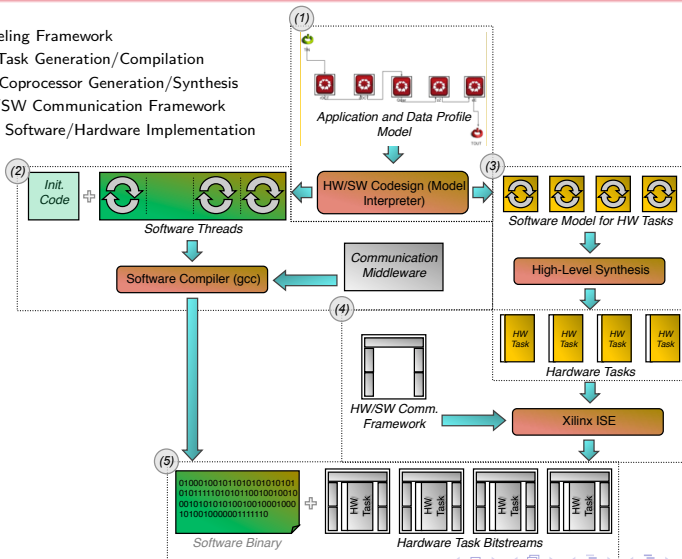 eling Framework
Task Generation/Compilation
Coprocessor Generation/Synthesis
SW Communication Framework
Software/Hardware Implementation
(1)
Application and Data Profile
Model
(2)
Init.
Code
Software Threads
HW/SW Codesign (Model
Interpreter)
(3)
Software Model for HW Tasks
Software Compiler (gcc)
Communication
Middleware
High-Level Synthesis
(4)
HW
Task
HW
Task
HW
Task
HW
Task
Hardware Tasks
HW/SW Comm.
Framework
Xilinx ISE
(5)
0100010010110101010101
0101111101010110010010010
0010101010100100100010001
10100100000011111110
Software Binary
HW
Task
HW
Task
HW
Task
HW
Task
Hardware Task Bitstreams